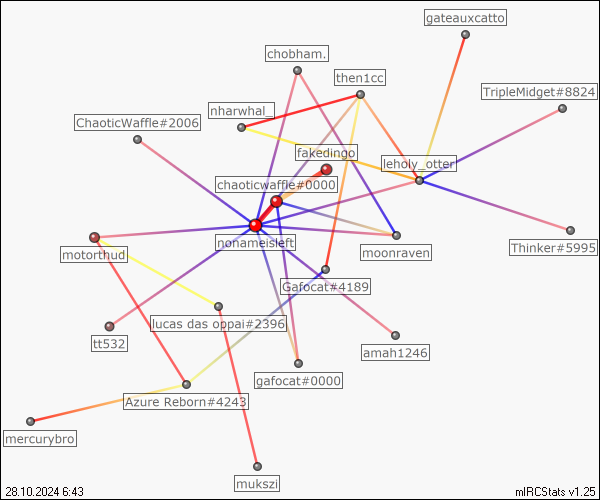 gateauxcatto
chobham.
then1cc
TripleMidget#8824
nharwhal_
ChaoticWaffle#2006
fakedingo
leholy_otter
chaoticwaffle#0000
nonameisleft
motorthud
moonraven
Thinker#5995
Gafocat#4189
lucas das oppai#2396
tt532
amah1246
gafocat#0000
Azure Reborn#4243
mercurybro
mukszi
28.10.2024 6:43
mIRCStats v1.25